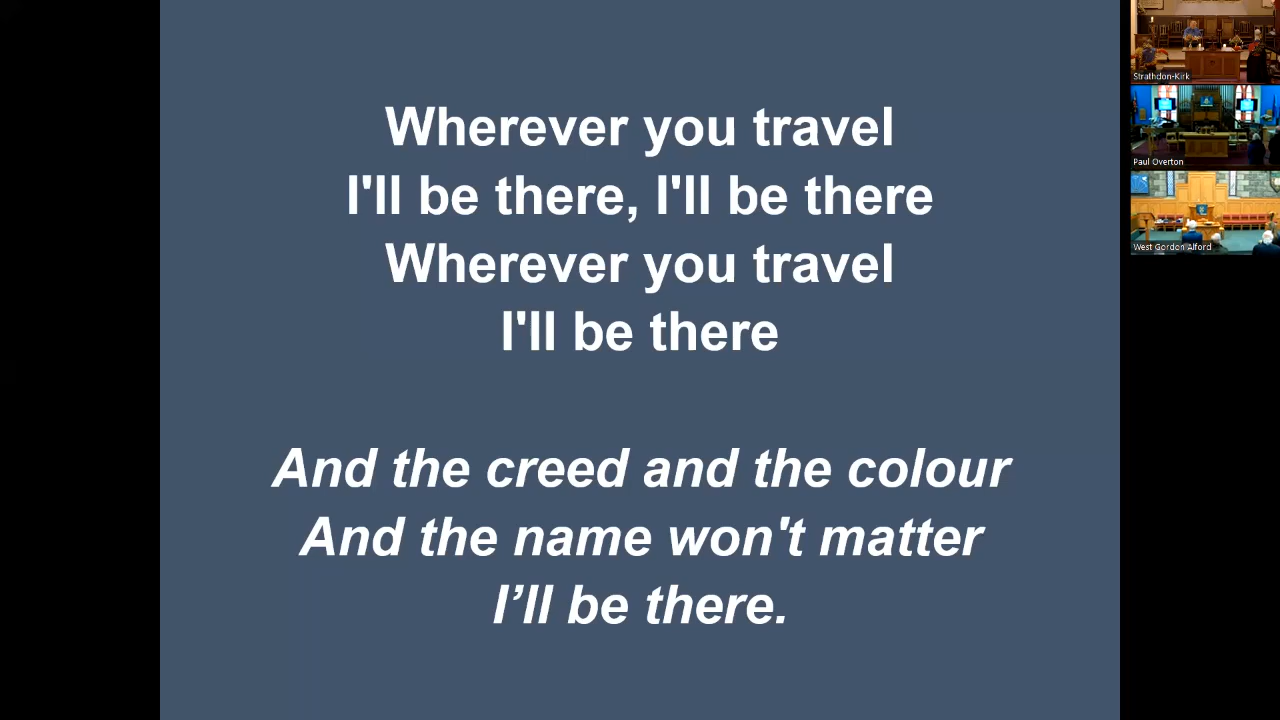 Wherever you travel
I'll be there, I'll be there
Wherever you travel
I'll be there
And the creed and the colour
And the name won't matter
I’ll be there.
Strathdon-Kirk
Paul Overton
West Gordon Alford